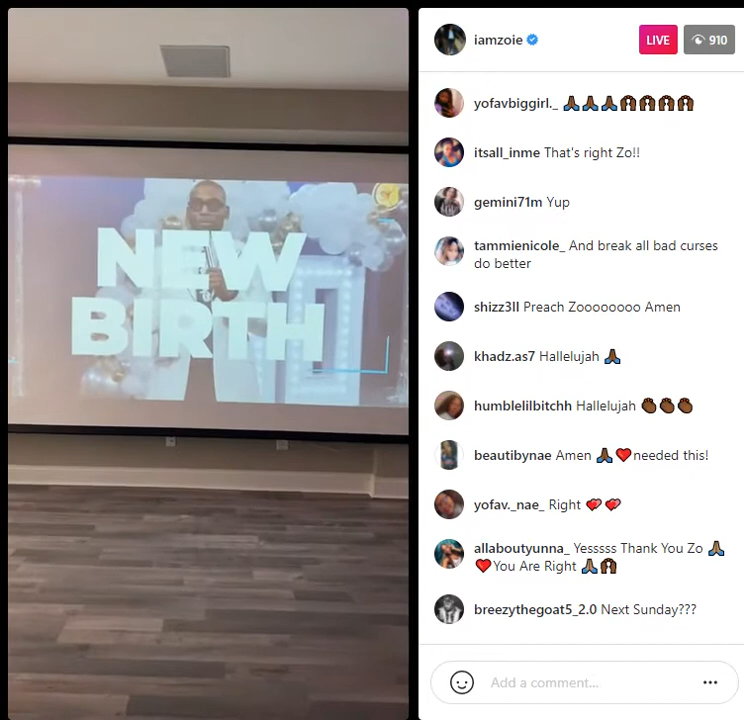 NEW
BIRTH
iamzoie
LIVE
910
yofavbiggirl._ 🙏🏾🙏🏾🙏🏾🙌🏾🙌🏾🙌🏾🙌🏾
itsall_inme That's right Zo!!
gemini71m Yup
tammienicole_ And break all bad curses
do better
shizz3ll Preach Zoooooooo Amen
khadz.as7 Hallelujah 🙏🏾
humblelilbitchh Hallelujah 👏🏾👏🏾👏🏾
beautibynae Amen 🙏🏾❤️needed this!
yofav._nae_ Right 💕💕
allaboutyunna_ Yesssss Thank You Zo 🙏🏽
❤️You Are Right 🙏🏽🙌🏾
breezythegoat5_2.0 Next Sunday???
Add a comment...